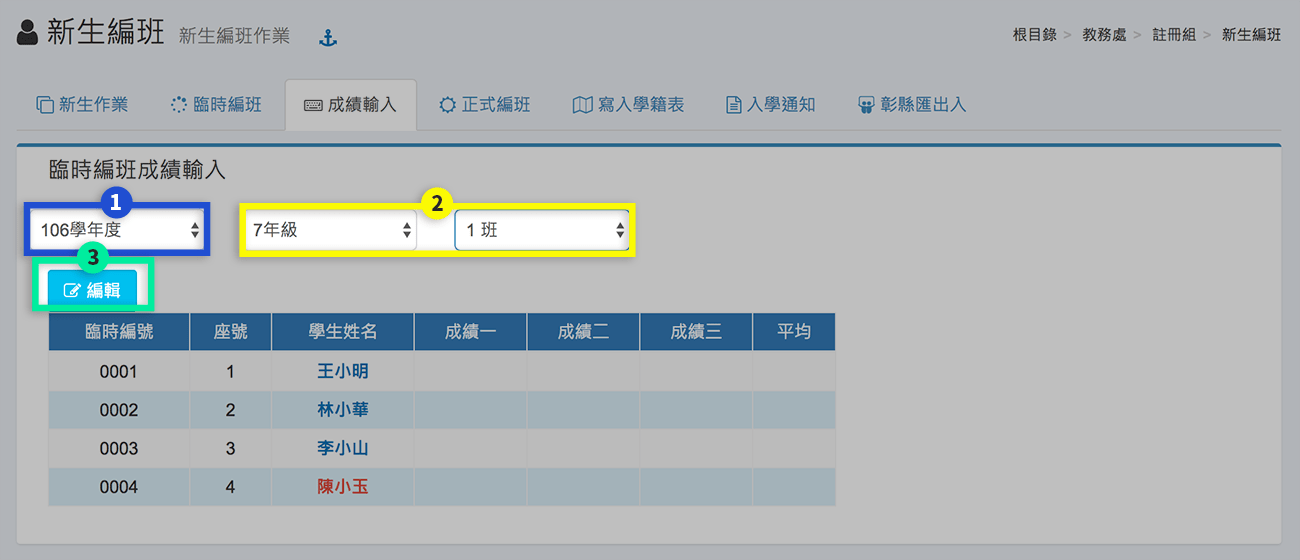 新生編班 新生編班作業
根目錄 > 教務處 > 註冊組 > 新生編班
新生作業 臨時編班 成績輸入 正式編班 寫入學籍表 入學通知 彰縣匯出入
臨時編班成績輸入
1 2
106學年度 7年級 1 班
3
編輯
臨時編號 座號 學生姓名 成績一 成績二 成績三 平均
0001 1 王小明
0002 2 林小華
0003 3 李小山
0004 4 陳小玉